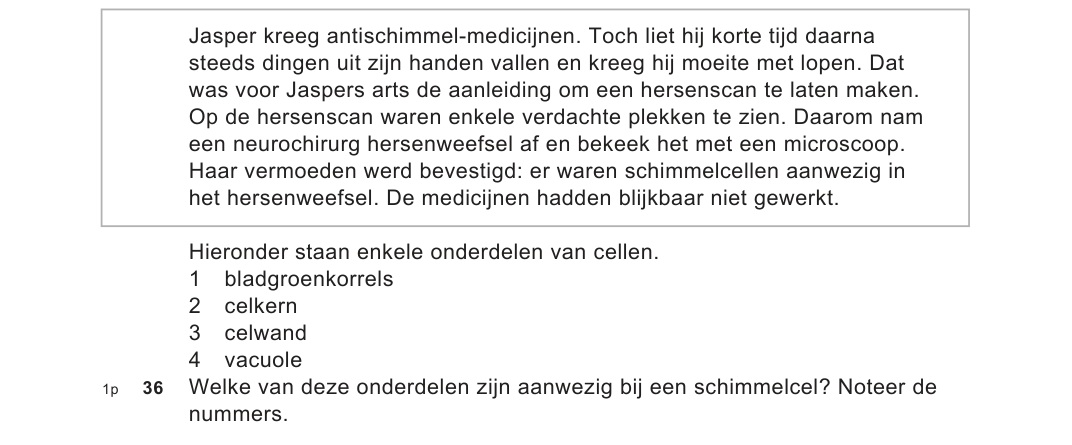 Jasper kreeg antischimmel-medicijnen. Toch liet hij korte tijd daarna
steeds dingen uit zijn handen vallen en kreeg hij moeite met lopen. Dat
was voor Jaspers arts de aanleiding om een hersenscan te laten maken.
Op de hersenscan waren enkele verdachte plekken te zien. Daarom nam
een neurochirurg hersenweefsel af en bekeek het met een microscoop.
Haar vermoeden werd bevestigd: er waren schimmelcellen aanwezig in
het hersenweefsel. De medicijnen hadden blijkbaar niet gewerkt.
Hieronder staan enkele onderdelen van cellen.
1 bladgroenkorrels
2 celkern
3 celwand
4 vacuole
1p 36 Welke van deze onderdelen zijn aanwezig bij een schimmelcel? Noteer de
nummers.